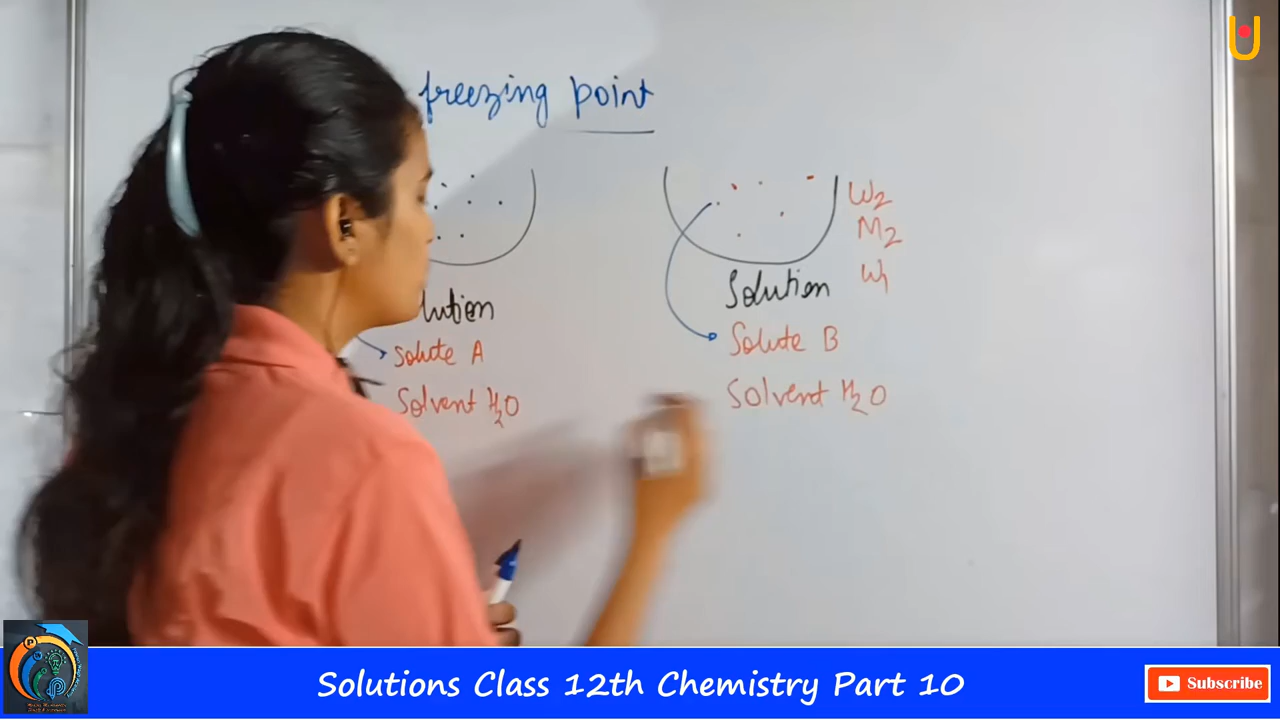 freezing point
W2
M2
W1
lution
Solution
Solute A
Solute B
Solvent H2O
Solvent H2O
Solutions Class 12th Chemistry Part 10
Subscribe